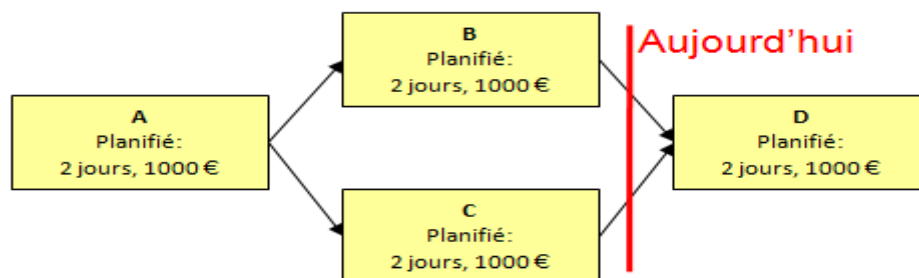 B
Planifié:
2 jours, 1000 €
Aujourd'hui
A
Planifié:
2 jours, 1000 €
D
Planifié:
2 jours, 1000 €
C
Planifié:
2 jours, 1000 €